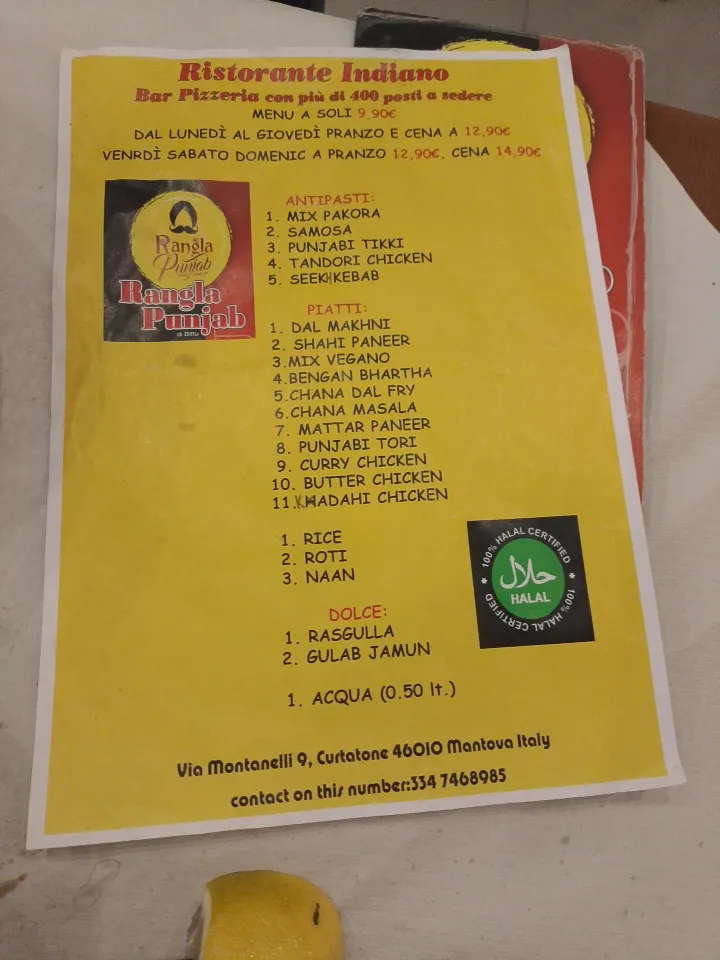 Ristorante Indiano
Bar Pizzeria con più di 400 posti a sedere
MENU A SOLI 9,90€
DAL LUNEDÌ AL GIOVEDÌ PRANZO E CENA A 12,90€
VENRDÌ SABATO DOMENIC A PRANZO 12,90€, CENA 14,90€
Rangla
Punjab
Rangla
Punjab
di Bittu
ANTIPASTI:
1. MIX PAKORA
2. SAMOSA
3. PUNJABI TIKKI
4. TANDORI CHICKEN
5. SEEKHKEBAB
PIATTI:
1. DAL MAKHNI
2. SHAHI PANEER
3.MIX VEGANO
4.BENGAN BHARTHA
5.CHANA DAL FRY
6.CHANA MASALA
7. MATTAR PANEER
8. PUNJABI TORI
9. CURRY CHICKEN
10. BUTTER CHICKEN
11.KHADAHI CHICKEN
1. RICE
2. ROTI
3. NAAN
100% HALAL CERTIFIED
حلال
HALAL
100% HALAL CERTIFIED
DOLCE:
1. RASGULLA
2. GULAB JAMUN
1. ACQUA (0.50 lt.)
Via Montanelli 9, Curtatone 46010 Mantova Italy
contact on this number:334 7468985